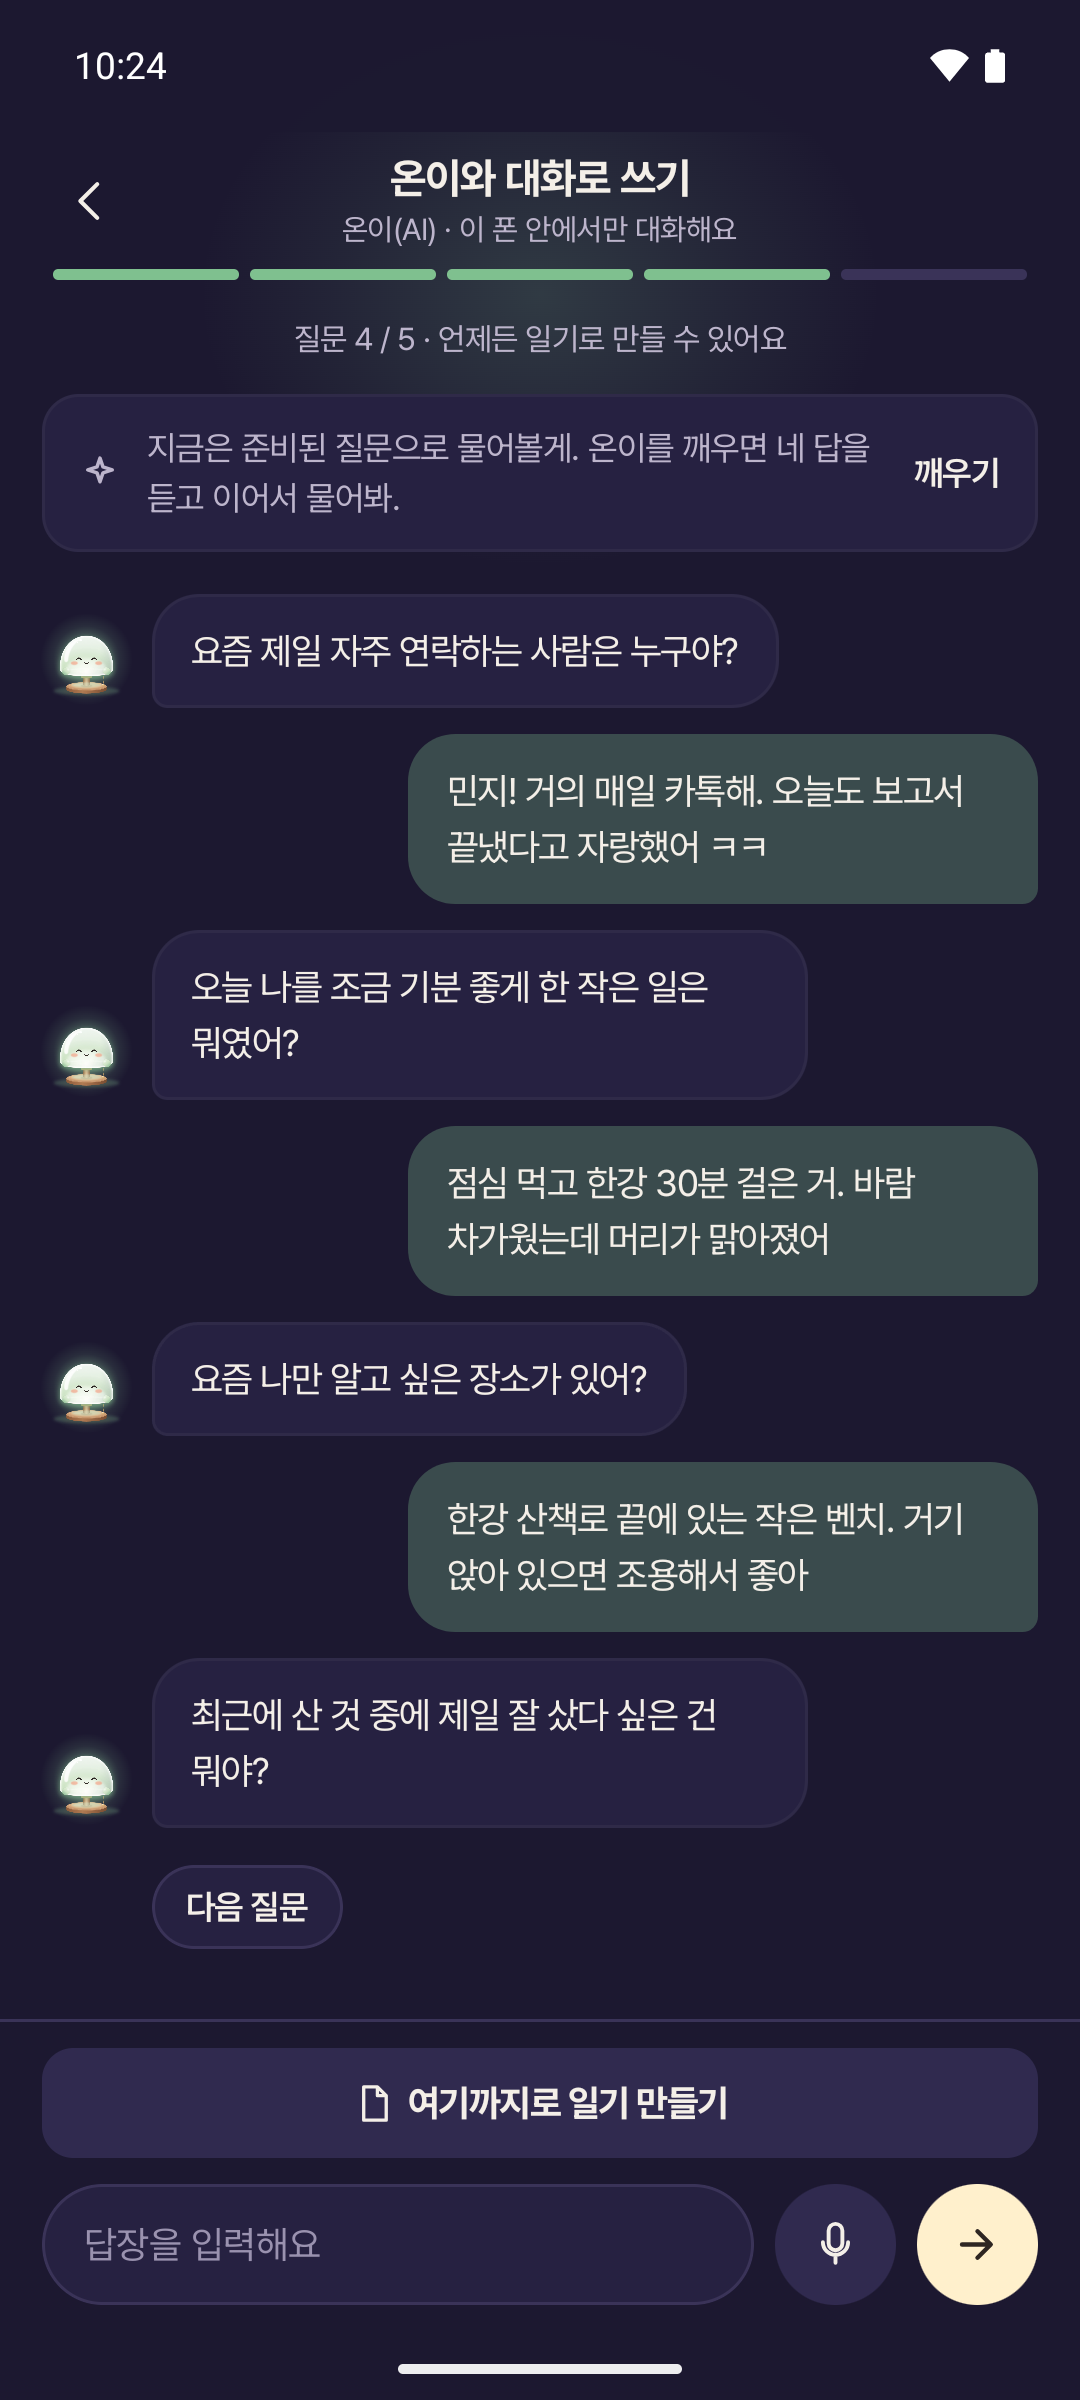 10:24
온이와 대화로 쓰기
온이(AI) · 이 폰 안에서만 대화해요
질문 4 / 5 · 언제든 일기로 만들 수 있어요
지금은 준비된 질문으로 물어볼게. 온이를 깨우면 네 답을
듣고 이어서 물어봐.
깨우기
요즘 제일 자주 연락하는 사람은 누구야?
민지! 거의 매일 카톡해. 오늘도 보고서
끝냈다고 자랑했어 ㅋㅋ
오늘 나를 조금 기분 좋게 한 작은 일은
뭐였어?
점심 먹고 한강 30분 걸은 거. 바람
차가웠는데 머리가 맑아졌어
요즘 나만 알고 싶은 장소가 있어?
한강 산책로 끝에 있는 작은 벤치. 거기
앉아 있으면 조용해서 좋아
최근에 산 것 중에 제일 잘 샀다 싶은 건
뭐야?
다음 질문
여기까지로 일기 만들기
답장을 입력해요